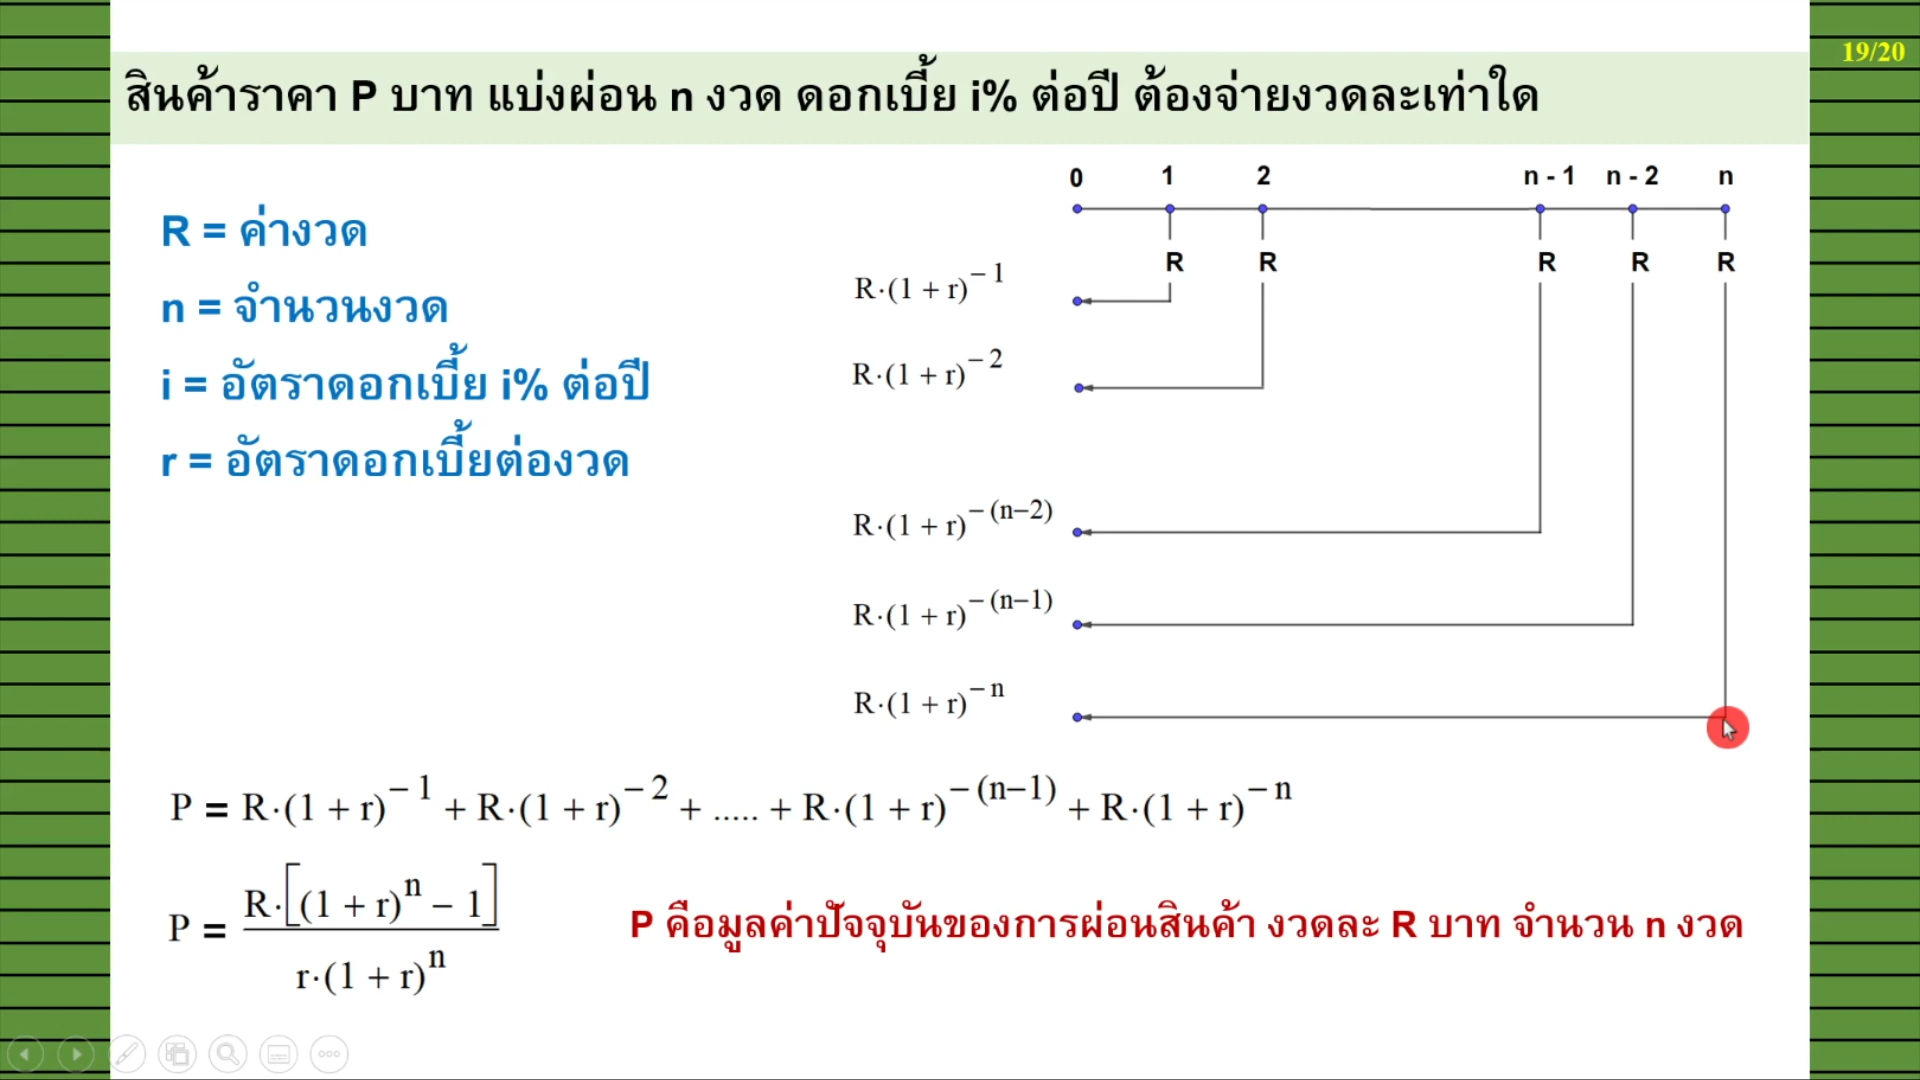 19/20
สินค้าราคา P บาท แบ่งผ่อน n งวด ดอกเบี้ย i% ต่อปี ต้องจ่ายงวดละเท่าใด
0 1 2 n - 1 n - 2 n
R = ค่างวด
R R R R R
R·(1 + r)^{-1}
n = จำนวนงวด
R·(1 + r)^{-2}
i = อัตราดอกเบี้ย i% ต่อปี
r = อัตราดอกเบี้ยต่องวด
R·(1 + r)^{-(n-2)}
R·(1 + r)^{-(n-1)}
R·(1 + r)^{-n}
P = R·(1 + r)^{-1} + R·(1 + r)^{-2} + ..... + R·(1 + r)^{-(n-1)} + R·(1 + r)^{-n}
P = R·[(1 + r)^n - 1] / r·(1 + r)^n
P คือมูลค่าปัจจุบันของการผ่อนสินค้า งวดละ R บาท จำนวน n งวด